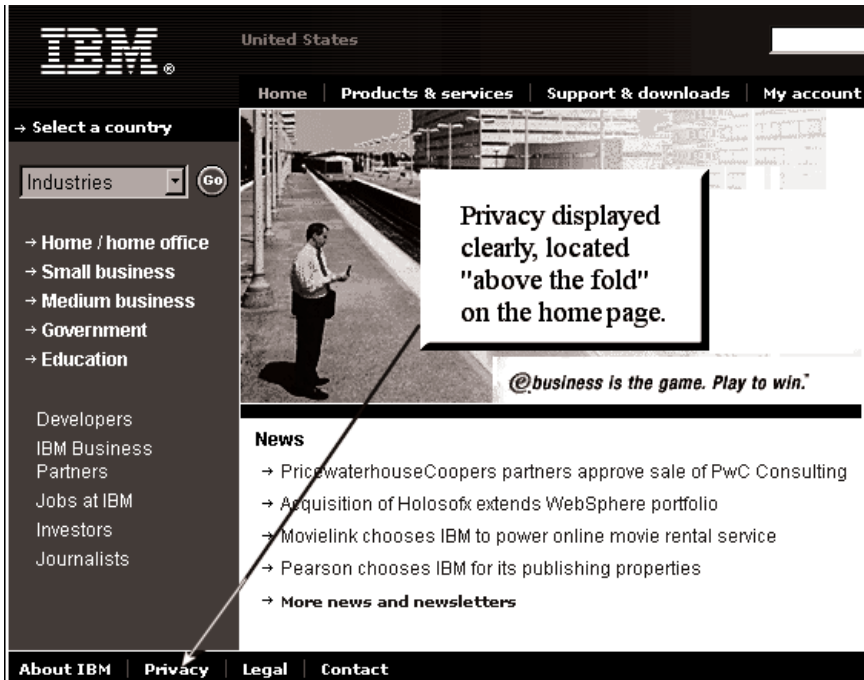 IBM®
United States
Home | Products & services | Support & downloads | My account
→ Select a country
Industries Go
→ Home / home office
→ Small business
→ Medium business
→ Government
→ Education
Developers
IBM Business
Partners
Jobs at IBM
Investors
Journalists
Privacy displayed
clearly, located
"above the fold"
on the home page.
e business is the game. Play to win.™
News
→ PricewaterhouseCoopers partners approve sale of PwC Consulting
→ Acquisition of Holosofx extends WebSphere portfolio
→ Movielink chooses IBM to power online movie rental service
→ Pearson chooses IBM for its publishing properties
→ More news and newsletters
About IBM | Privacy | Legal | Contact